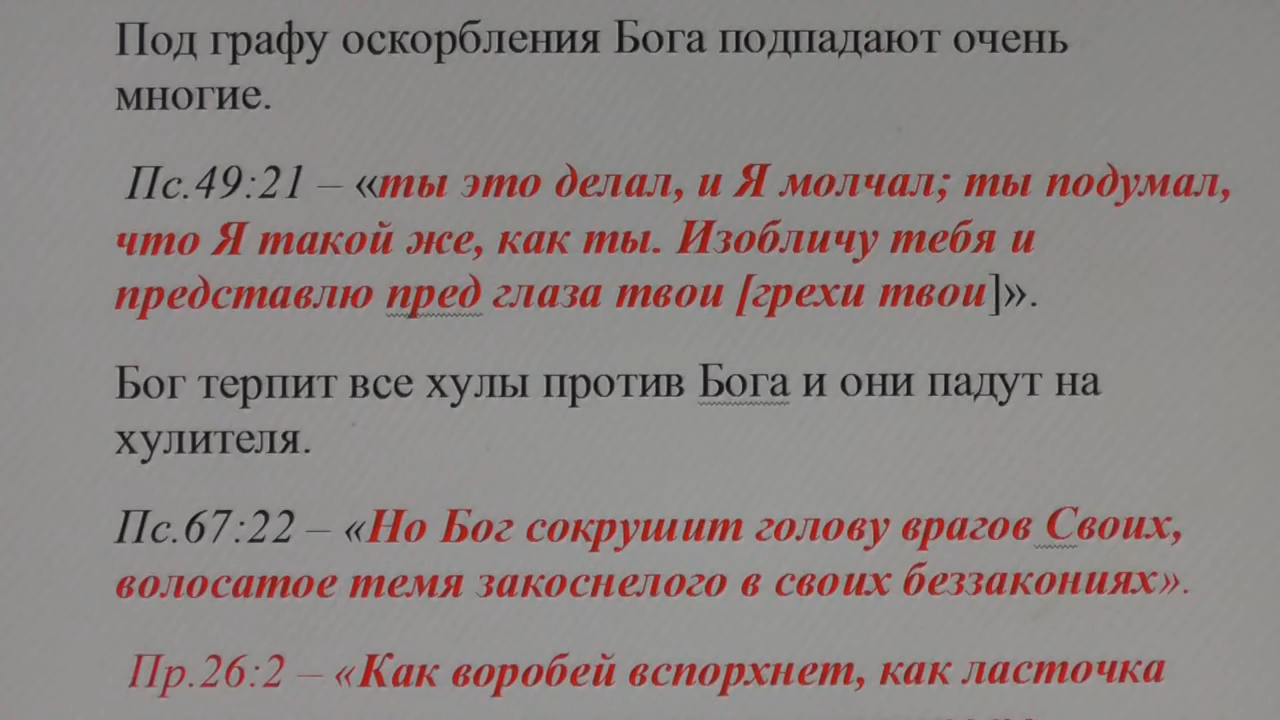 Под графу оскорбления Бога подпадают очень
многие.
Пс.49:21 – «ты это делал, и Я молчал; ты подумал,
что Я такой же, как ты. Изобличу тебя и
представлю пред глаза твои [грехи твои]».
Бог терпит все хулы против Бога и они падут на
хулителя.
Пс.67:22 – «Но Бог сокрушит голову врагов Своих,
волосатое темя закоснелого в своих беззакониях».
Пр.26:2 – «Как воробей вспорхнет, как ласточка